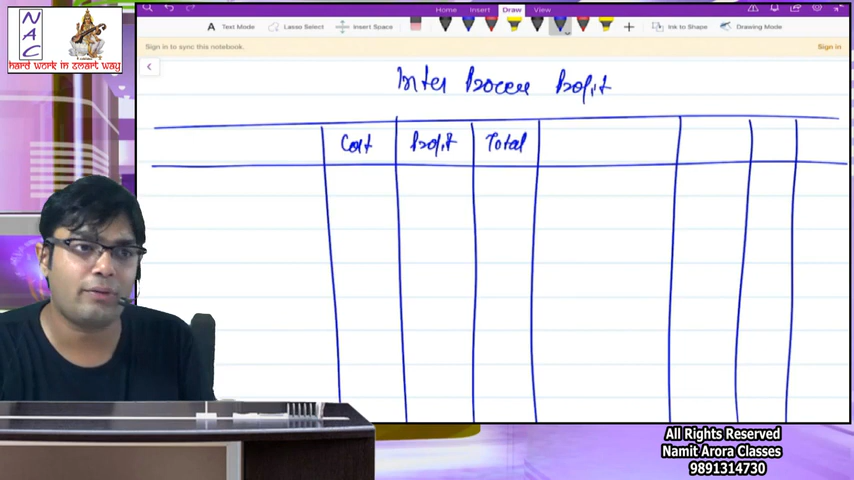 Home Insert Draw View
NAC
hard work in smart way
Text Mode Lasso Select Insert Space + Ink to Shape Drawing Mode
Sign in to sync this notebook. Sign in
Inter Process Profit
Cost Profit Total
All Rights Reserved
Namit Arora Classes
9891314730